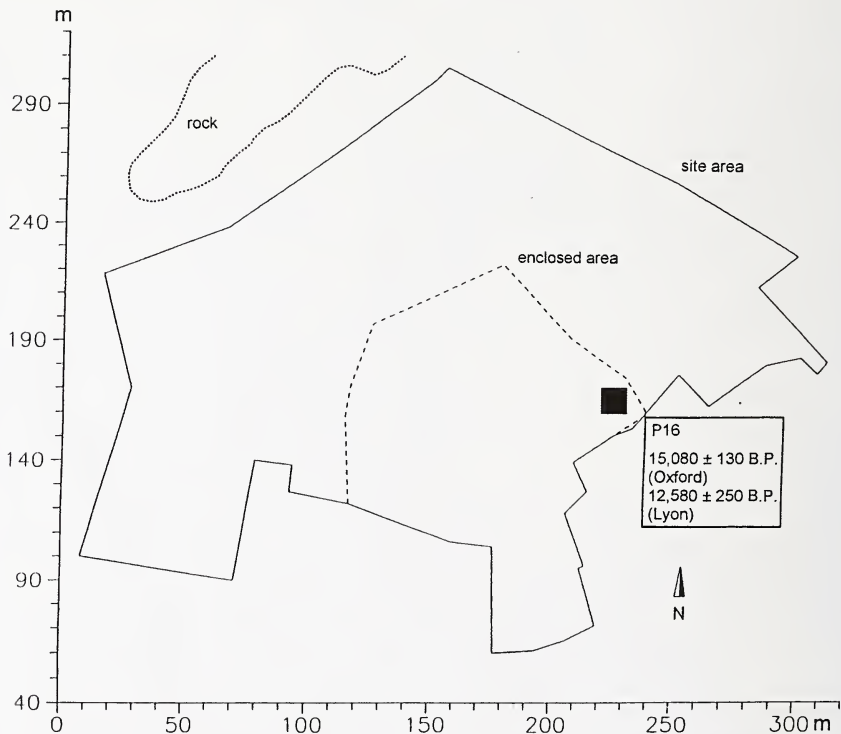 m
290
rock
site area
240
enclosed area
190
P16
15,080 ± 130 B.P.
(Oxford)
12,580 ± 250 B.P.
(Lyon)
140
90
N
40
0 50 100 150 200 250 300 m